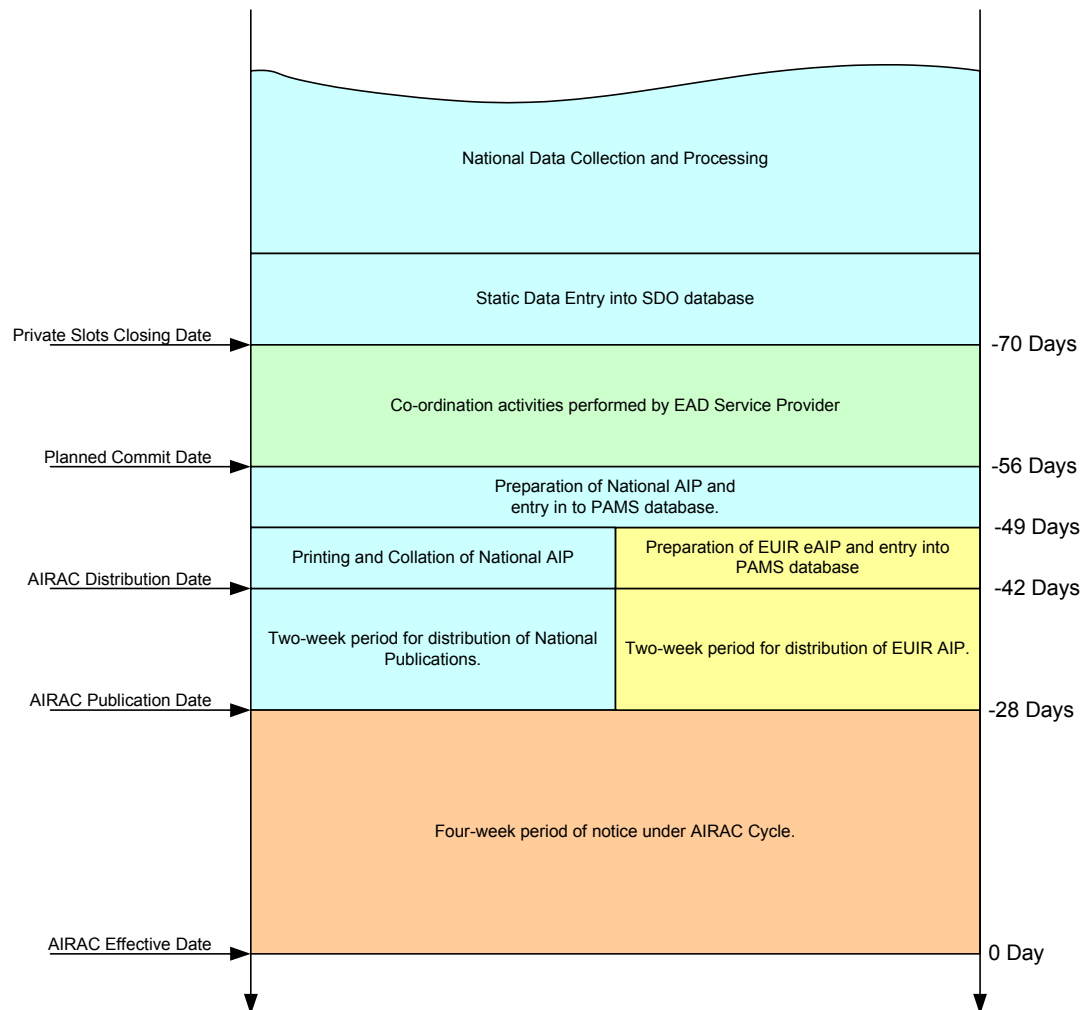 National Data Collection and Processing
Static Data Entry into SDO database
Private Slots Closing Date
-70 Days
Co-ordination activities performed by EAD Service Provider
Planned Commit Date
-56 Days
Preparation of National AIP and
entry in to PAMS database.
-49 Days
Printing and Collation of National AIP
Preparation of EUIR eAIP and entry into
PAMS database
AIRAC Distribution Date
-42 Days
Two-week period for distribution of National
Publications.
Two-week period for distribution of EUIR AIP.
AIRAC Publication Date
-28 Days
Four-week period of notice under AIRAC Cycle.
AIRAC Effective Date
0 Day